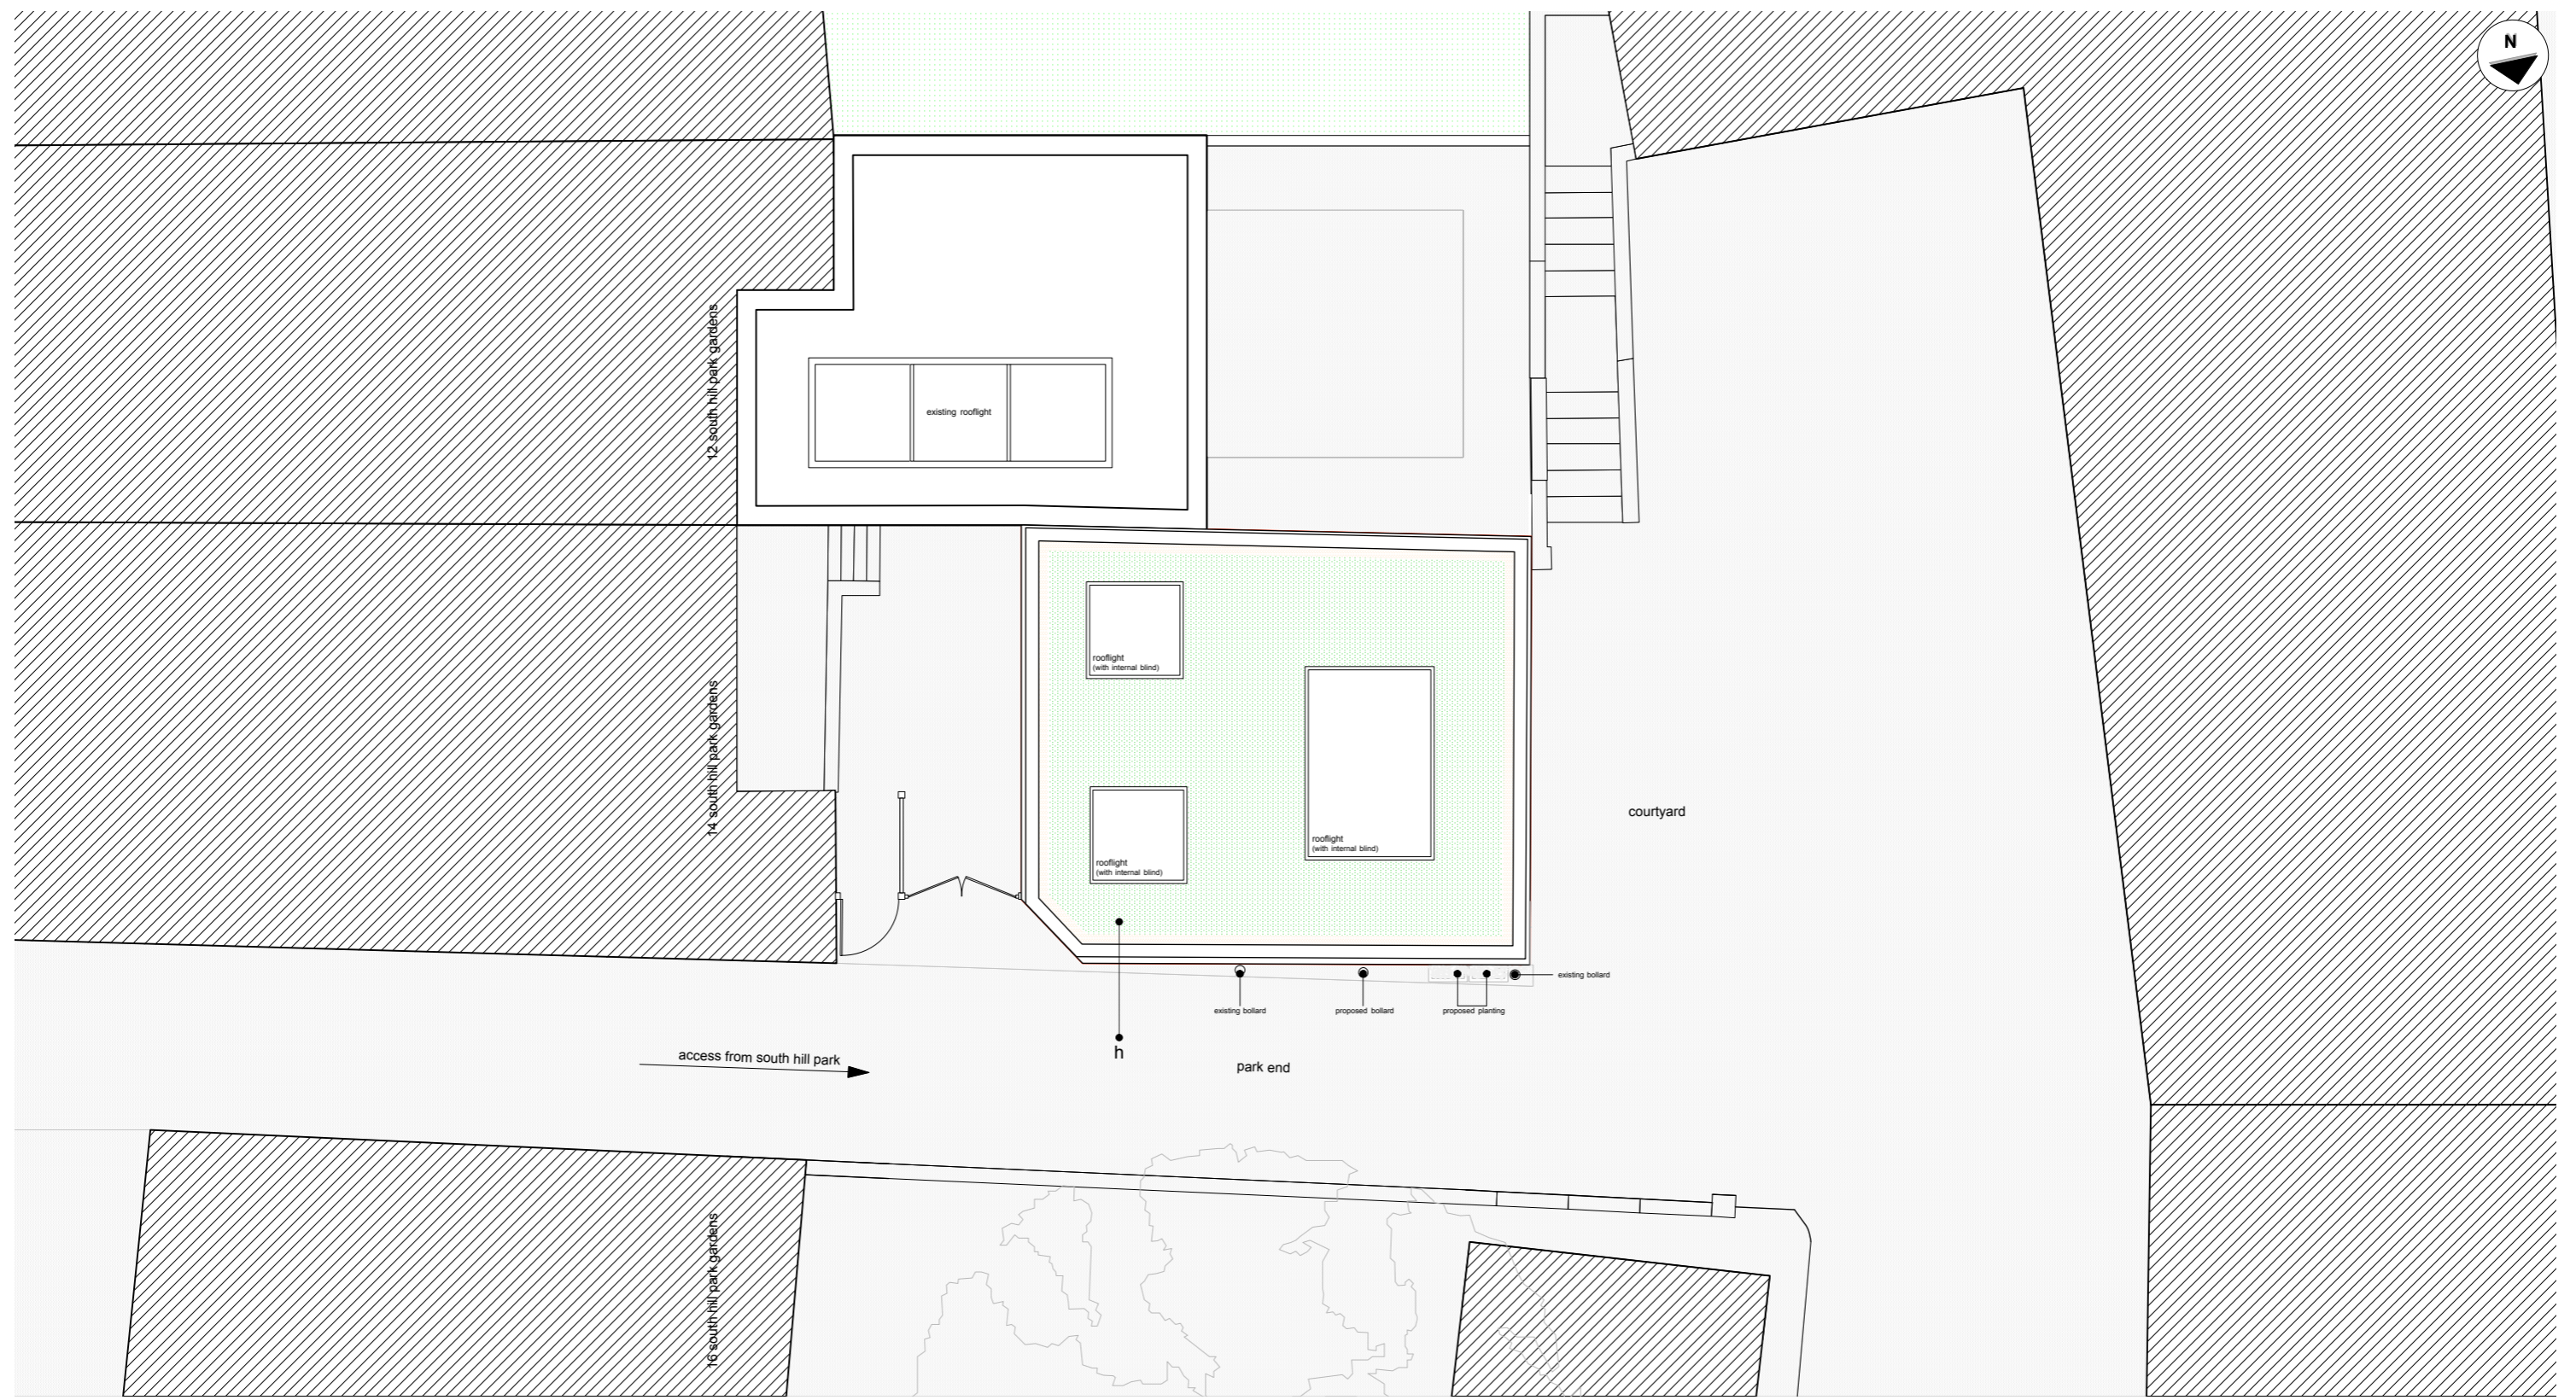 N
12 south hill park gardens
existing rooflight
rooflight
(with internal blind)
14 south hill park gardens
rooflight
(with internal blind)
courtyard
rooflight
(with internal blind)
existing bollard
existing bollard
proposed bollard
proposed planting
h
access from south hill park
park end
16 south hill park gardens